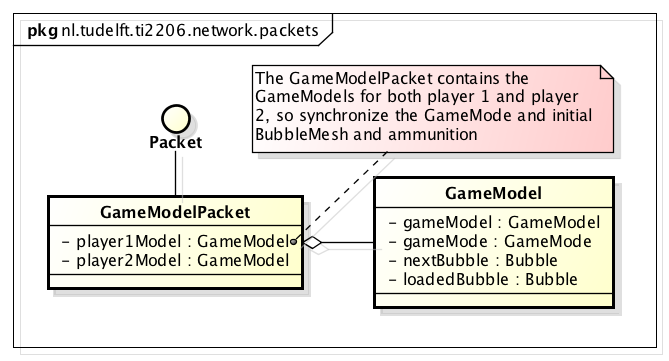 pkg nl.tudelft.ti2206.network.packets
The GameModelPacket contains the
GameModels for both player 1 and player
2, so synchronize the GameMode and initial
BubbleMesh and ammunition
Packet
GameModelPacket
- player1Model : GameModel
- player2Model : GameModel
GameModel
- gameModel : GameModel
- gameMode : GameMode
- nextBubble : Bubble
- loadedBubble : Bubble